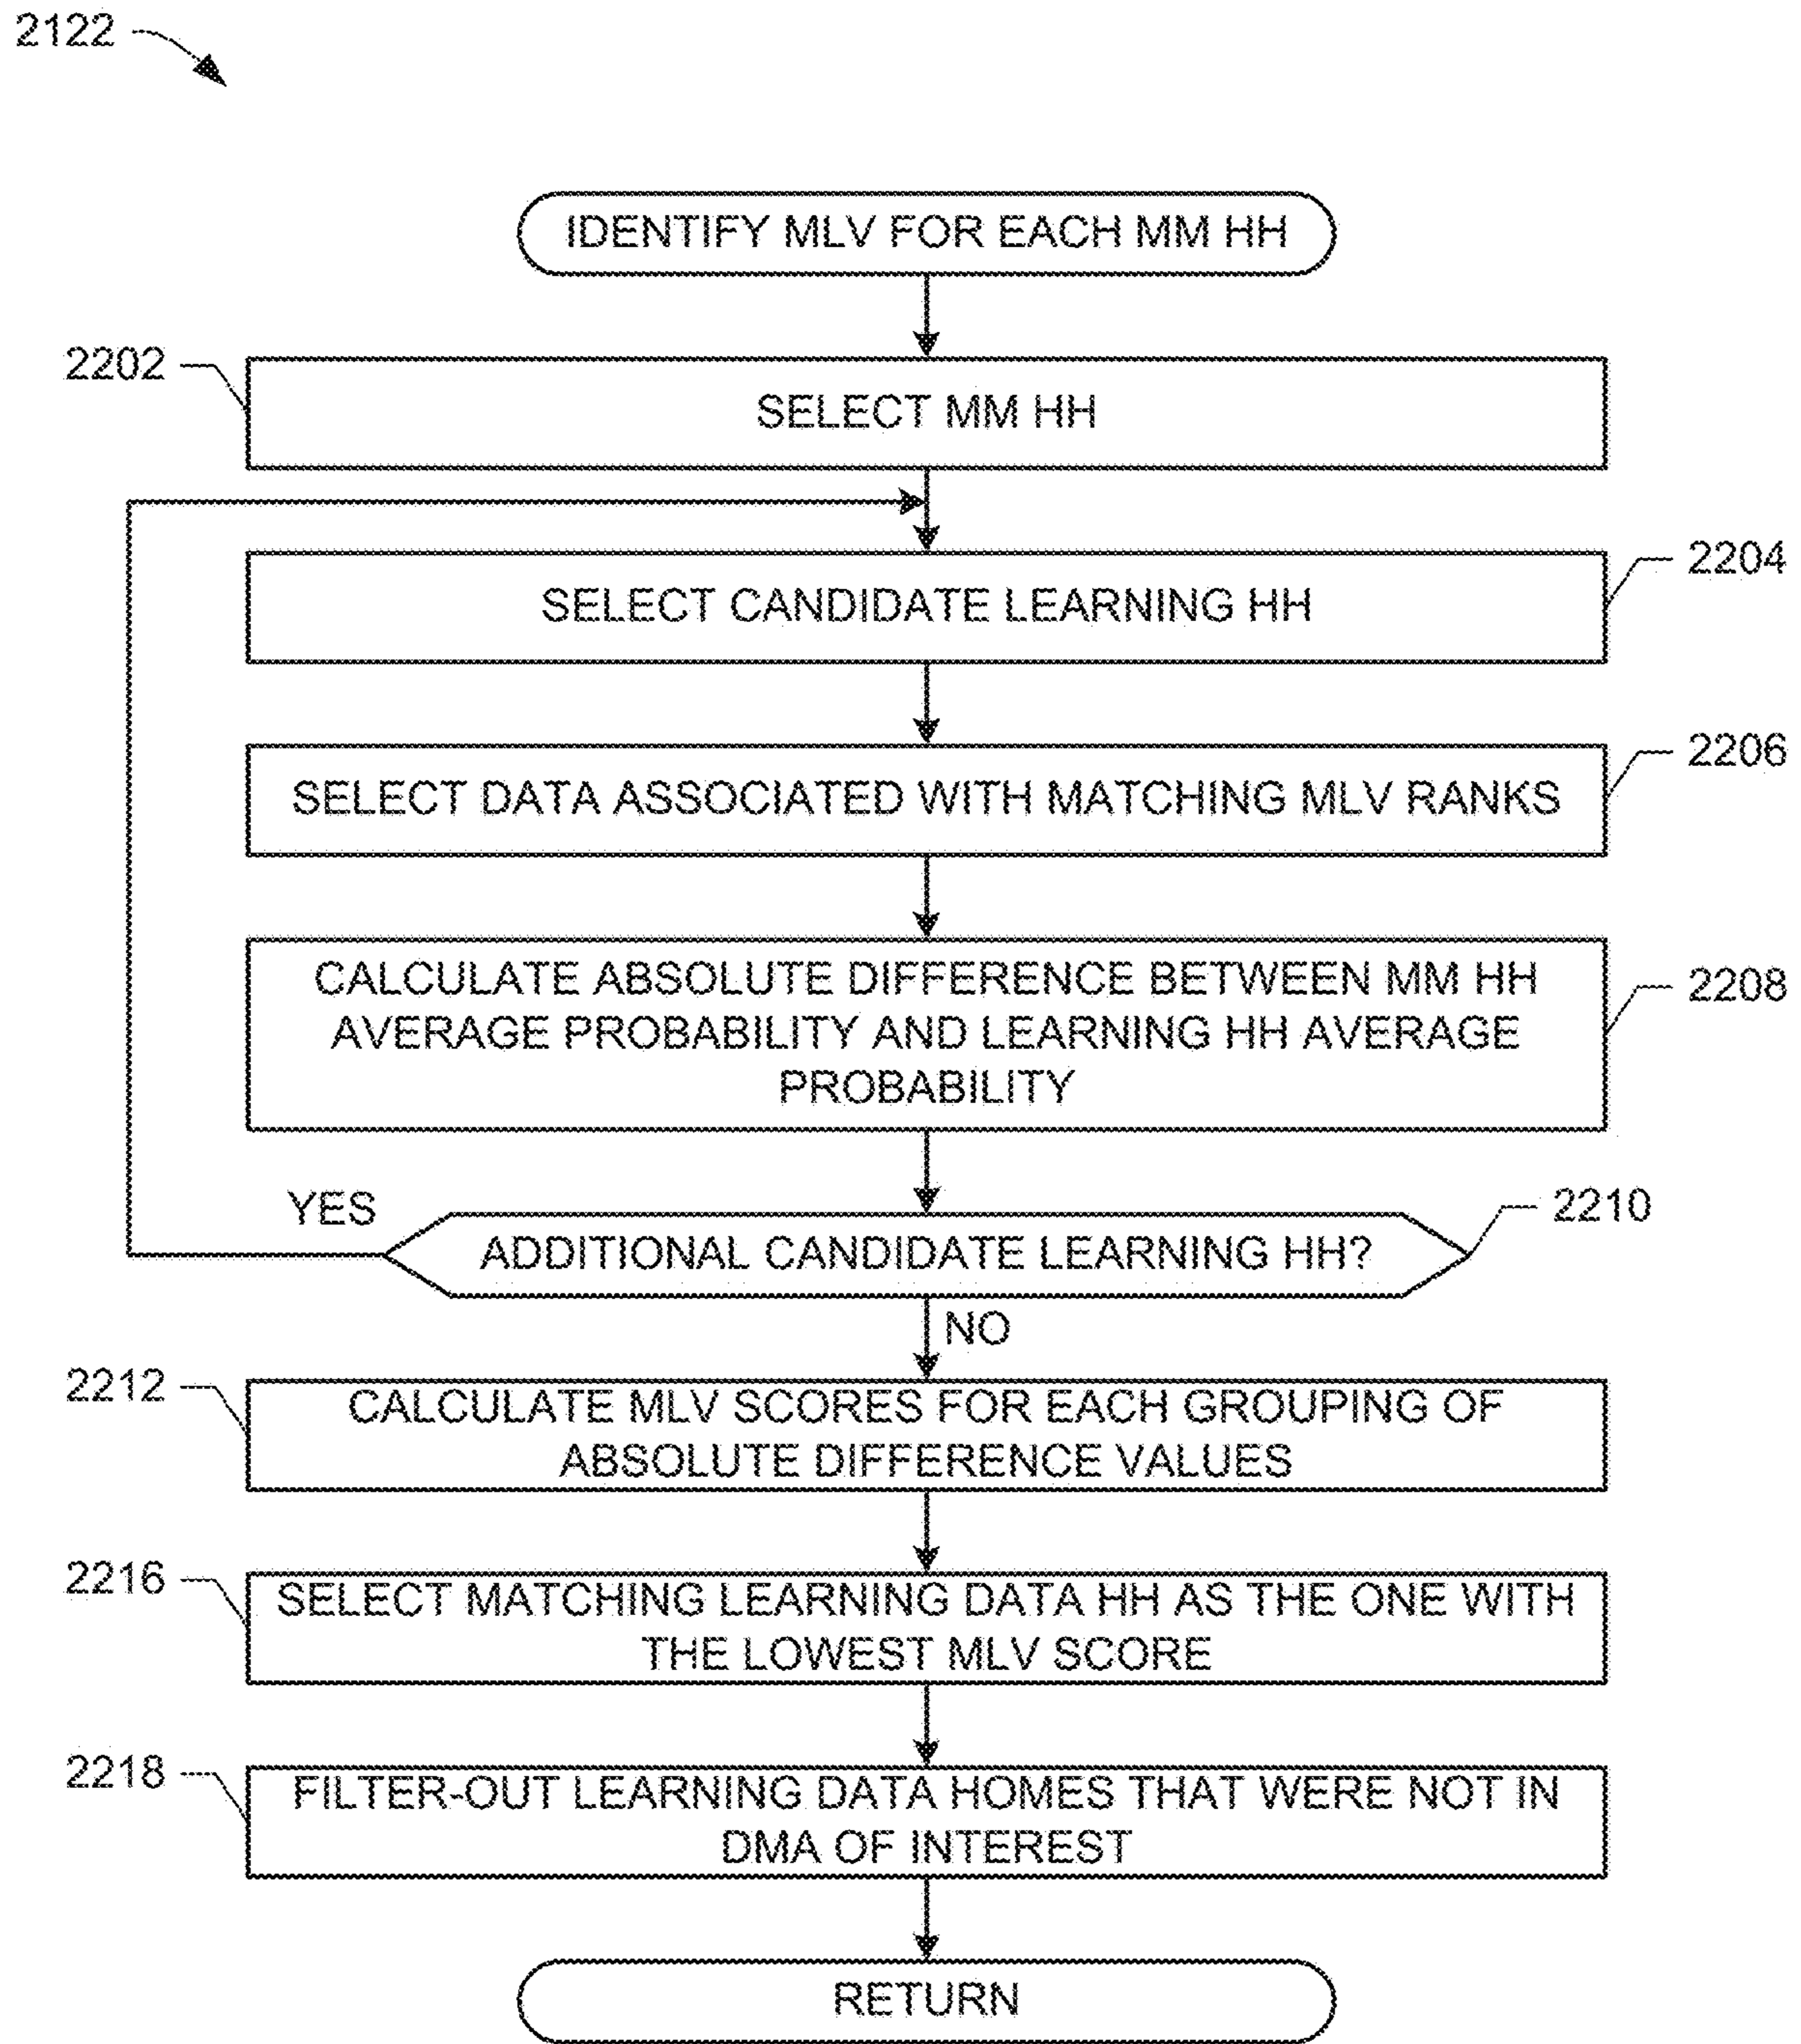 2122
IDENTIFY MLV FOR EACH MM HH
2202
SELECT MM HH
2204
SELECT CANDIDATE LEARNING HH
2206
SELECT DATA ASSOCIATED WITH MATCHING MLV RANKS
2208
CALCULATE ABSOLUTE DIFFERENCE BETWEEN MM HH
AVERAGE PROBABILITY AND LEARNING HH AVERAGE
PROBABILITY
YES
2210
ADDITIONAL CANDIDATE LEARNING HH?
NO
2212
CALCULATE MLV SCORES FOR EACH GROUPING OF
ABSOLUTE DIFFERENCE VALUES
2216
SELECT MATCHING LEARNING DATA HH AS THE ONE WITH
THE LOWEST MLV SCORE
2218
FILTER-OUT LEARNING DATA HOMES THAT WERE NOT IN
DMA OF INTEREST
RETURN